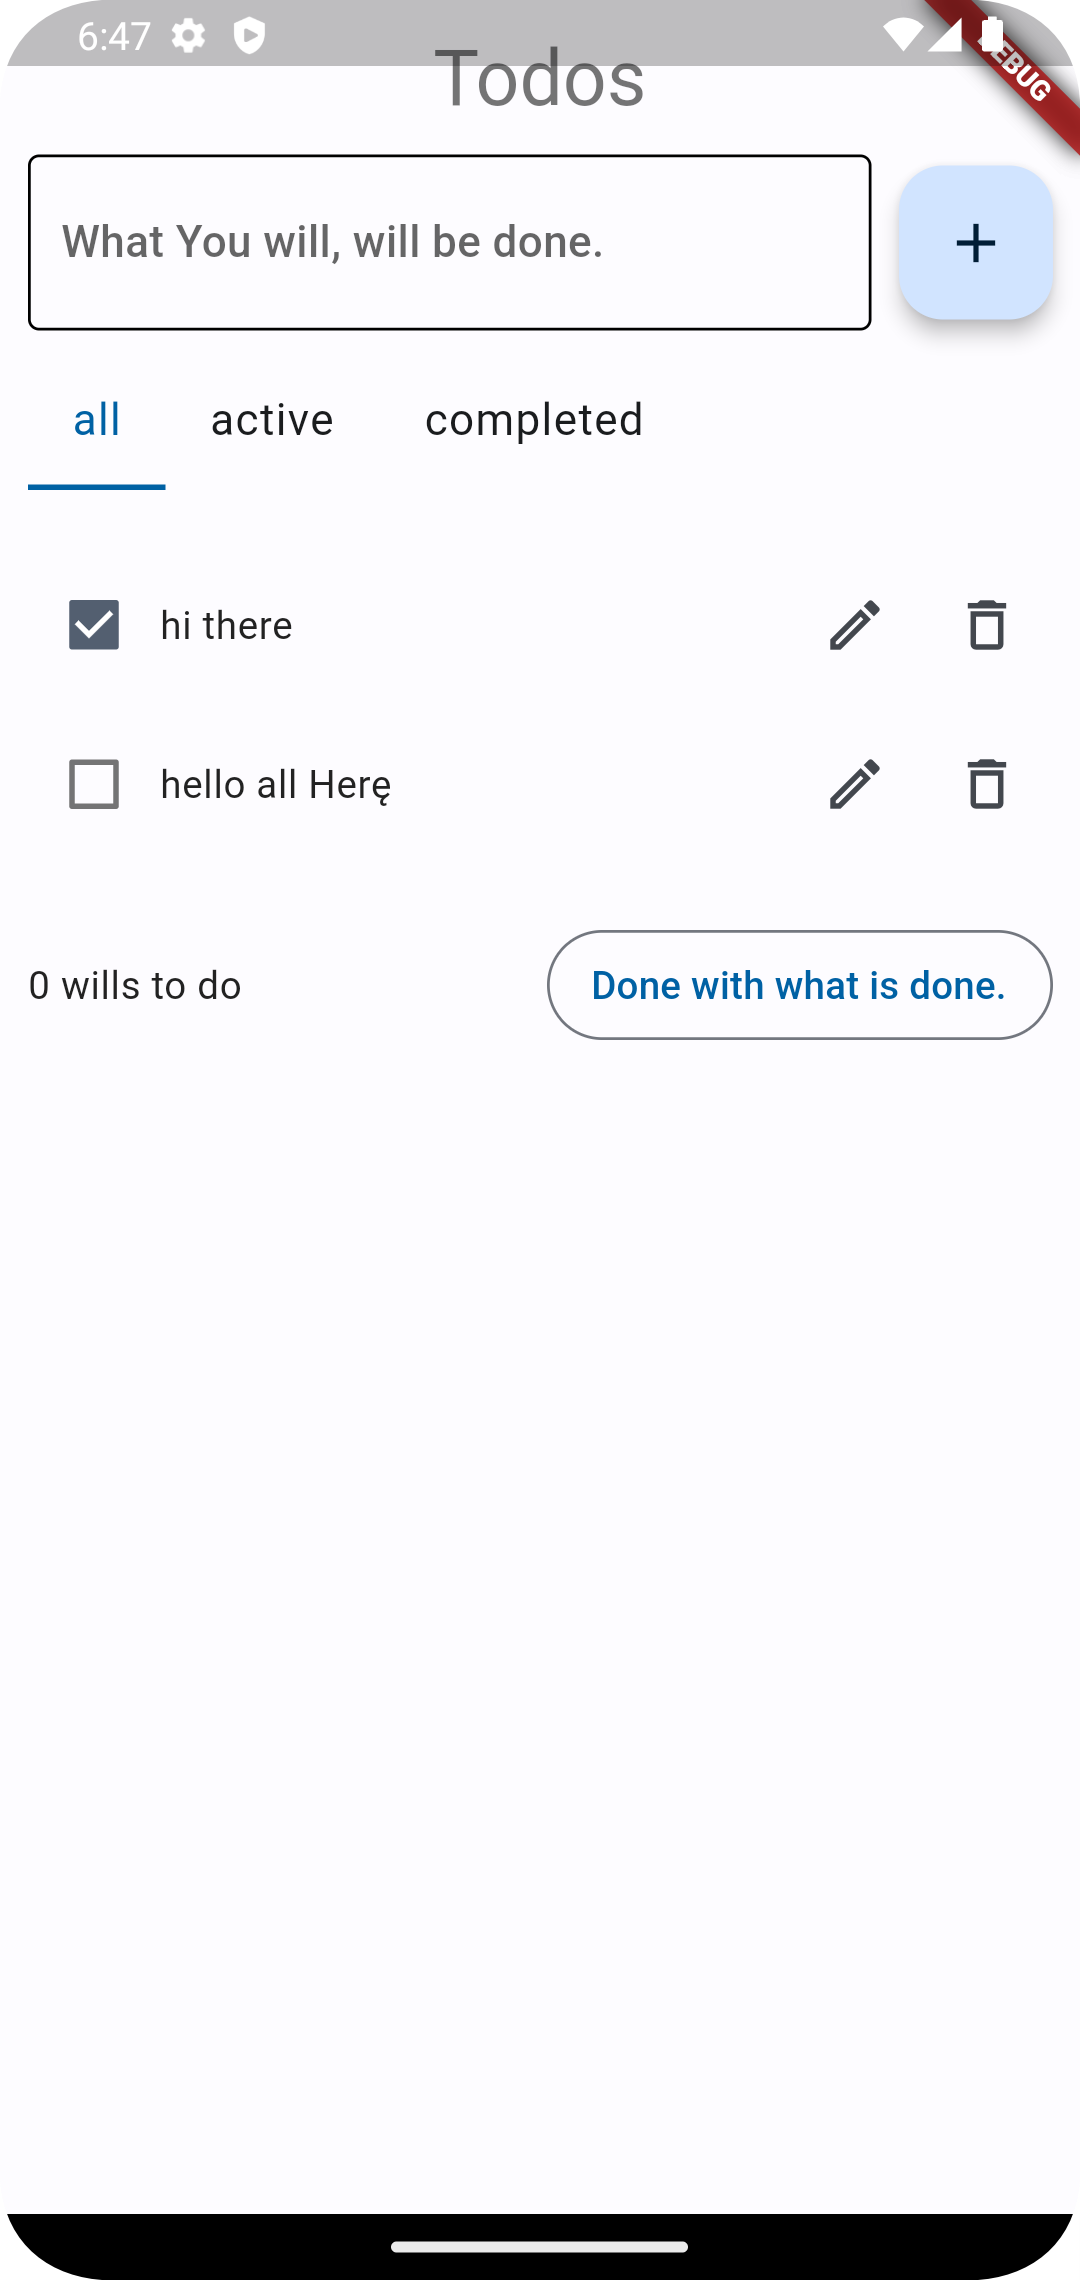 6:47
DEBUG
Todos
What You will, will be done.
all active completed
hi there
hello all Herę
0 wills to do Done with what is done.